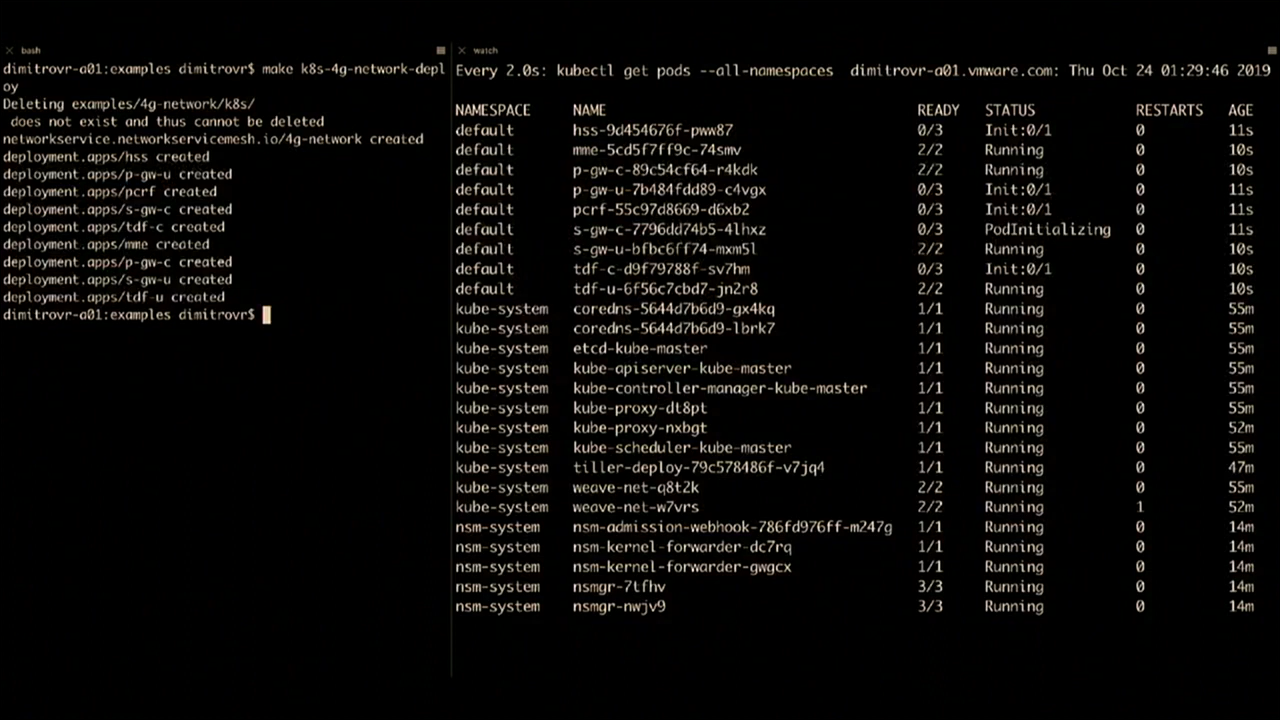 bash
dimitrovr-a01:examples dimitrovr$ make k8s-4g-network-depl
oy
Deleting examples/4g-network/k8s/
 does not exist and thus cannot be deleted
networkservice.networkservicemesh.io/4g-network created
deployment.apps/hss created
deployment.apps/p-gw-u created
deployment.apps/pcrf created
deployment.apps/s-gw-c created
deployment.apps/tdf-c created
deployment.apps/mme created
deployment.apps/p-gw-c created
deployment.apps/s-gw-u created
deployment.apps/tdf-u created
dimitrovr-a01:examples dimitrovr$
watch
Every 2.0s: kubectl get pods --all-namespaces dimitrovr-a01.vmware.com: Thu Oct 24 01:29:46 2019
NAMESPACE NAME READY STATUS RESTARTS AGE
default hss-9d454676f-pww87 0/3 Init:0/1 0 11s
default mme-5cd5f7ff9c-74smv 2/2 Running 0 10s
default p-gw-c-89c54cf64-r4kdk 2/2 Running 0 10s
default p-gw-u-7b484fdd89-c4vgx 0/3 Init:0/1 0 11s
default pcrf-55c97d8669-d6xb2 0/3 Init:0/1 0 11s
default s-gw-c-7796dd74b5-4lhxz 0/3 PodInitializing 0 11s
default s-gw-u-bfbc6ff74-mxm5l 2/2 Running 0 10s
default tdf-c-d9f79788f-sv7hm 0/3 Init:0/1 0 10s
default tdf-u-6f56c7cbd7-jn2r8 2/2 Running 0 10s
kube-system coredns-5644d7b6d9-gx4kq 1/1 Running 0 55m
kube-system coredns-5644d7b6d9-lbrk7 1/1 Running 0 55m
kube-system etcd-kube-master 1/1 Running 0 55m
kube-system kube-apiserver-kube-master 1/1 Running 0 55m
kube-system kube-controller-manager-kube-master 1/1 Running 0 55m
kube-system kube-proxy-dt8pt 1/1 Running 0 55m
kube-system kube-proxy-nxbgt 1/1 Running 0 52m
kube-system kube-scheduler-kube-master 1/1 Running 0 55m
kube-system tiller-deploy-79c578486f-v7jq4 1/1 Running 0 47m
kube-system weave-net-q8t2k 2/2 Running 0 55m
kube-system weave-net-w7vrs 2/2 Running 1 52m
nsm-system nsm-admission-webhook-786fd976ff-m247g 1/1 Running 0 14m
nsm-system nsm-kernel-forwarder-dc7rq 1/1 Running 0 14m
nsm-system nsm-kernel-forwarder-gwgcx 1/1 Running 0 14m
nsm-system nsmgr-7tfhv 3/3 Running 0 14m
nsm-system nsmgr-nwjv9 3/3 Running 0 14m